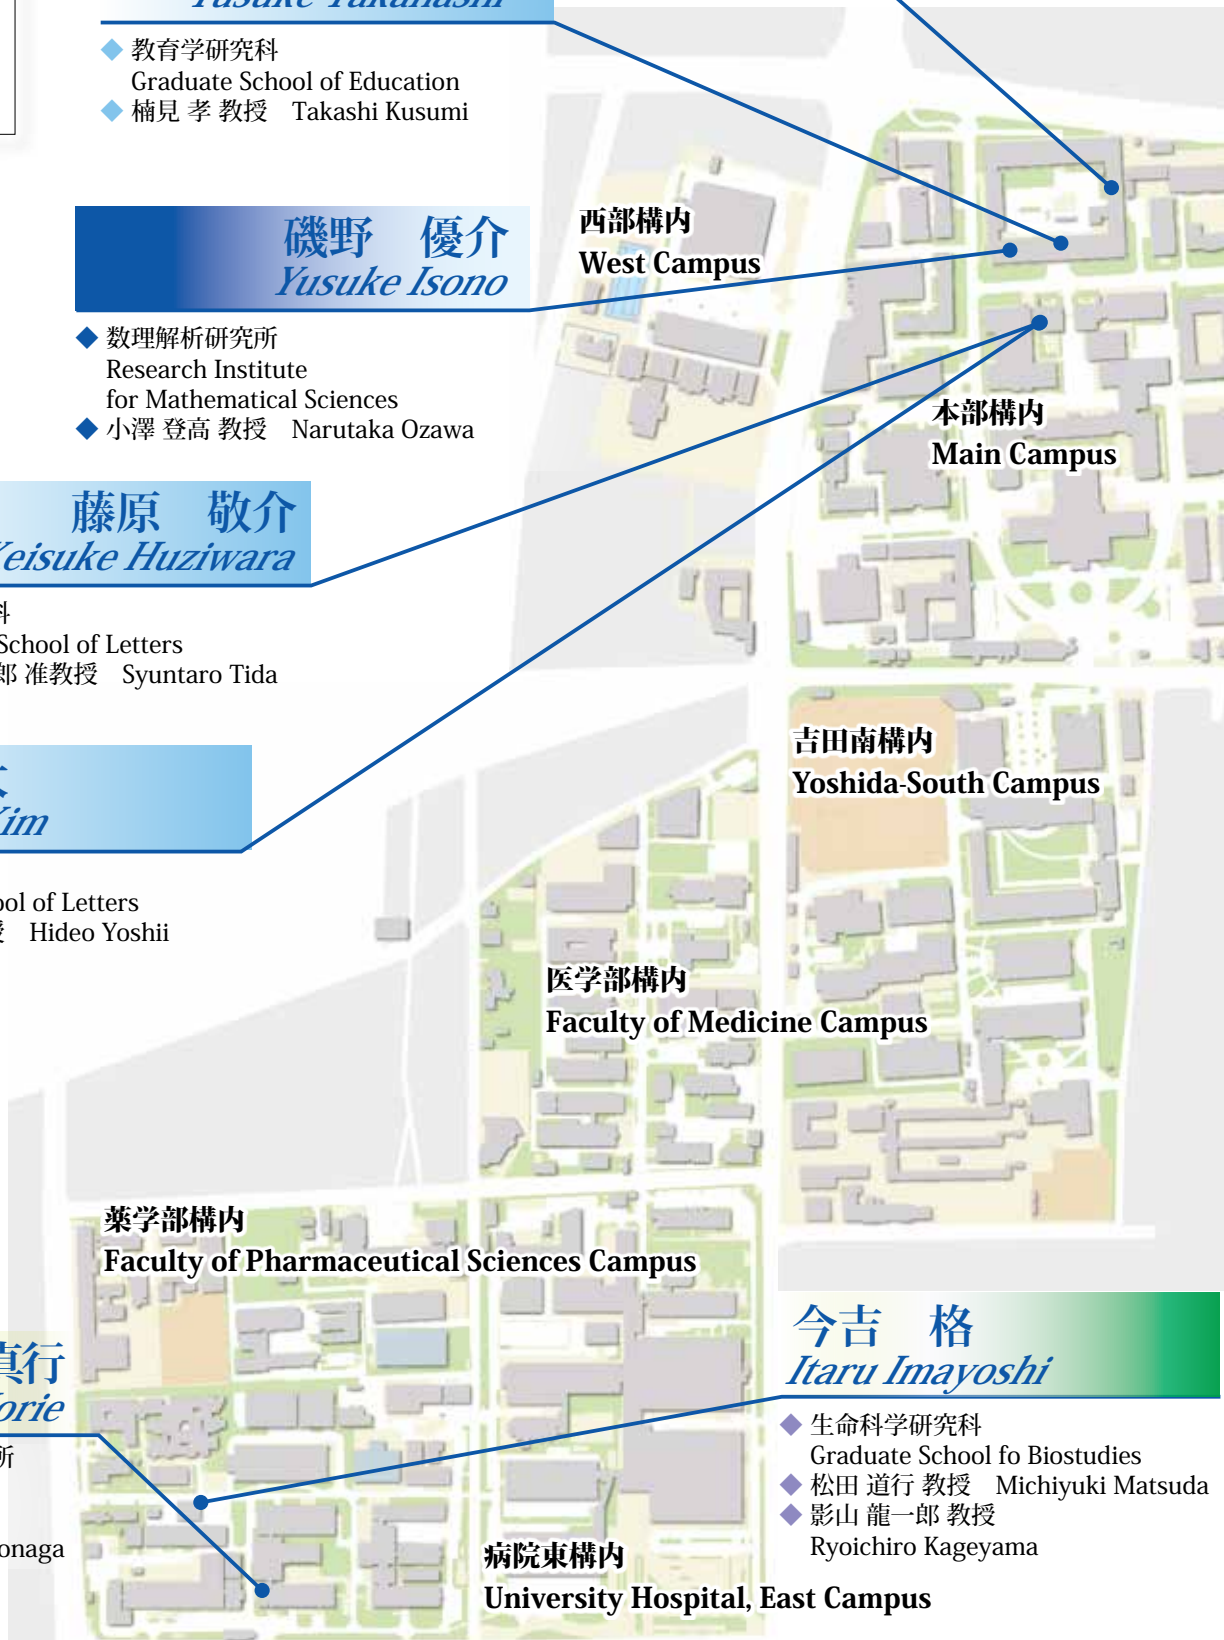 Yusuke Takahashi
◆ 教育学研究科
Graduate School of Education
◆ 楠見 孝 教授 Takashi Kusumi
磯野 優介
Yusuke Isono
◆ 数理解析研究所
Research Institute
for Mathematical Sciences
◆ 小澤 登高 教授 Narutaka Ozawa
藤原 敬介
Keisuke Huziwara
科
School of Letters
郎 准教授 Syuntaro Tida
Kim
ool of Letters
授 Hideo Yoshii
西部構内
West Campus
本部構内
Main Campus
吉田南構内
Yoshida-South Campus
医学部構内
Faculty of Medicine Campus
薬学部構内
Faculty of Pharmaceutical Sciences Campus
真行
orie
所
onaga
今吉 格
Itaru Imayoshi
◆ 生命科学研究科
Graduate School fo Biostudies
◆ 松田 道行 教授 Michiyuki Matsuda
◆ 影山 龍一郎 教授
Ryoichiro Kageyama
病院東構内
University Hospital, East Campus